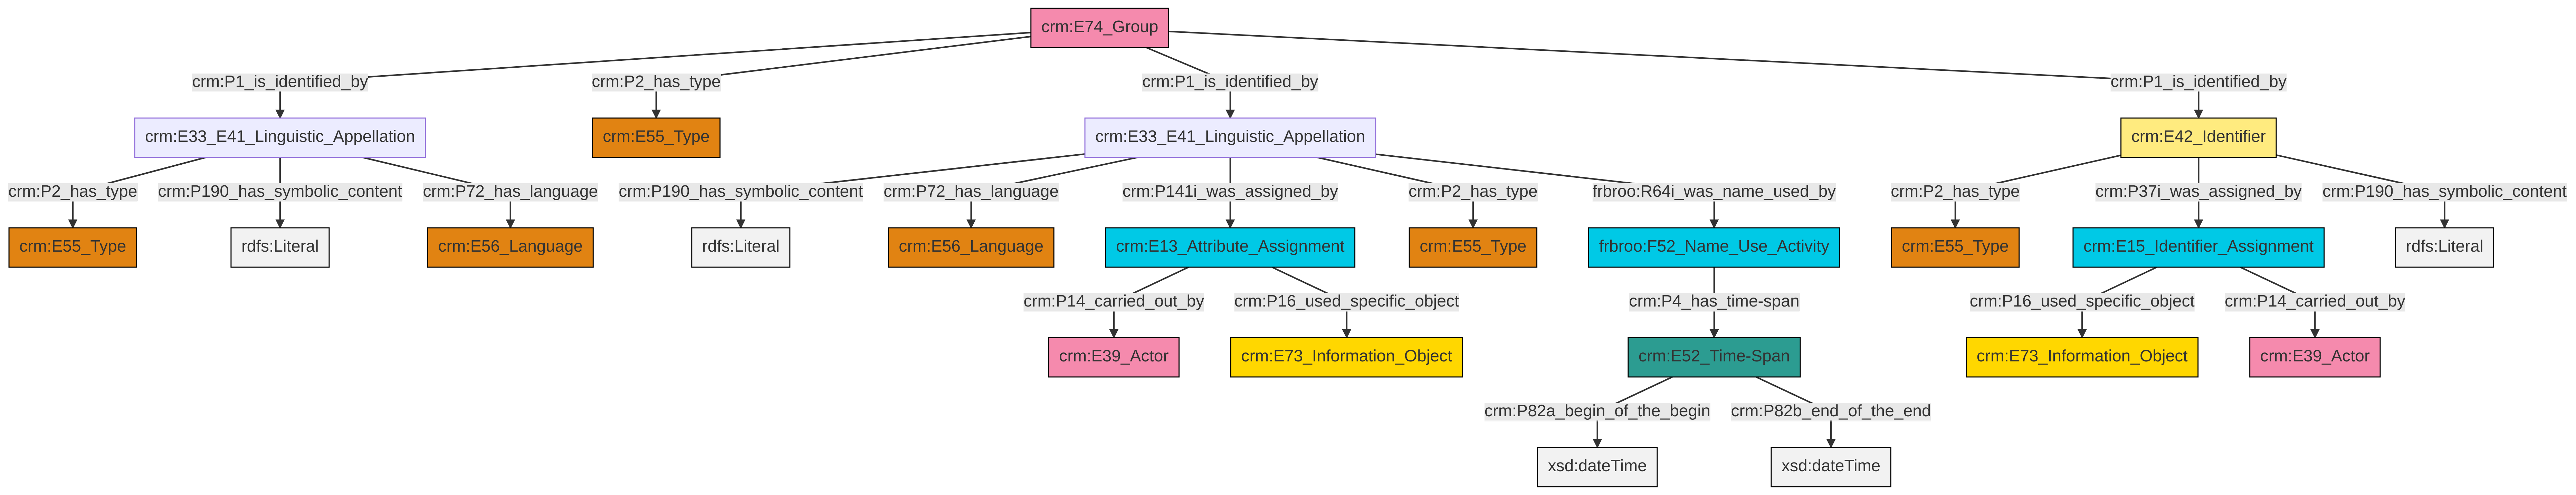 crm:E74_Group
crm:P1_is_identified_by
crm:P2_has_type
crm:P1_is_identified_by
crm:P1_is_identified_by
crm:E33_E41_Linguistic_Appellation
crm:E55_Type
crm:E33_E41_Linguistic_Appellation
crm:E42_Identifier
crm:P2_has_type
crm:P190_has_symbolic_content
crm:P72_has_language
crm:P190_has_symbolic_content
crm:P72_has_language
crm:P141i_was_assigned_by
crm:P2_has_type
frbroo:R64i_was_name_used_by
crm:P2_has_type
crm:P37i_was_assigned_by
crm:P190_has_symbolic_content
crm:E55_Type
rdfs:Literal
crm:E56_Language
rdfs:Literal
crm:E56_Language
crm:E13_Attribute_Assignment
crm:E55_Type
frbroo:F52_Name_Use_Activity
crm:E55_Type
crm:E15_Identifier_Assignment
rdfs:Literal
crm:P14_carried_out_by
crm:P16_used_specific_object
crm:P4_has_time-span
crm:P16_used_specific_object
crm:P14_carried_out_by
crm:E39_Actor
crm:E73_Information_Object
crm:E52_Time-Span
crm:E73_Information_Object
crm:E39_Actor
crm:P82a_begin_of_the_begin
crm:P82b_end_of_the_end
xsd:dateTime
xsd:dateTime